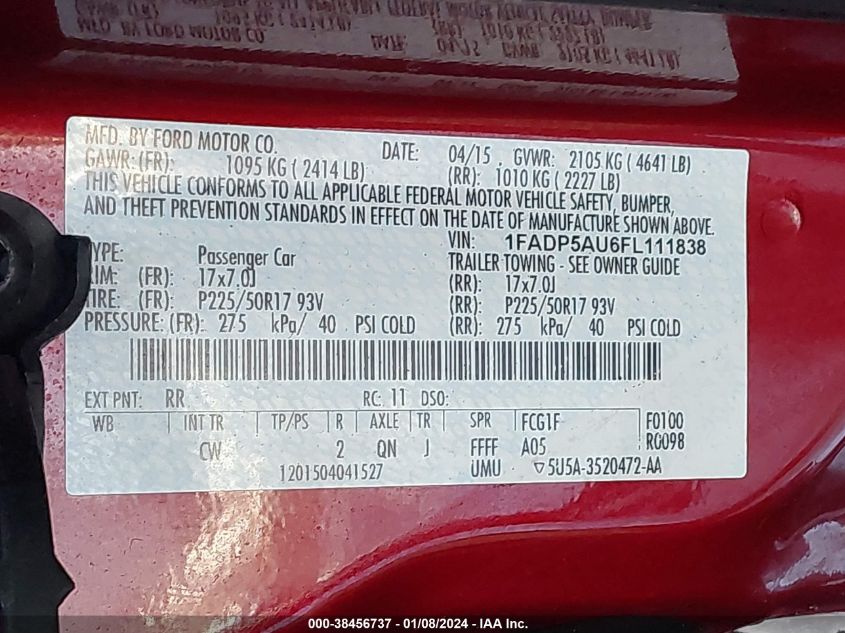 MFD. BY FORD MOTOR CO.
DATE: 04/15 GVWR: 2105 KG ( 4641 LB)
GAWR: (FR): 1095 KG ( 2414 LB) (RR): 1010 KG ( 2227 LB)
THIS VEHICLE CONFORMS TO ALL APPLICABLE FEDERAL MOTOR VEHICLE SAFETY, BUMPER,
AND THEFT PREVENTION STANDARDS IN EFFECT ON THE DATE OF MANUFACTURE SHOWN ABOVE.
VIN: 1FADP5AU6FL111838
TYPE: Passenger Car TRAILER TOWING - SEE OWNER GUIDE
RIM: (FR): 17x7.0J (RR): 17x7.0J
TIRE: (FR): P225/50R17 93V (RR): P225/50R17 93V
PRESSURE: (FR): 275 kPa/ 40 PSI COLD (RR): 275 kPa/ 40 PSI COLD
EXT PNT: RR RC: 11 DSO:
WB INT TR TP/PS R AXLE TR SPR FCG1F F0100
CW 2 QN J FFFF A05 R0098
1201504041527 UMU ▽5U5A-3520472-AA
000-38456737 - 01/08/2024 - IAA Inc.